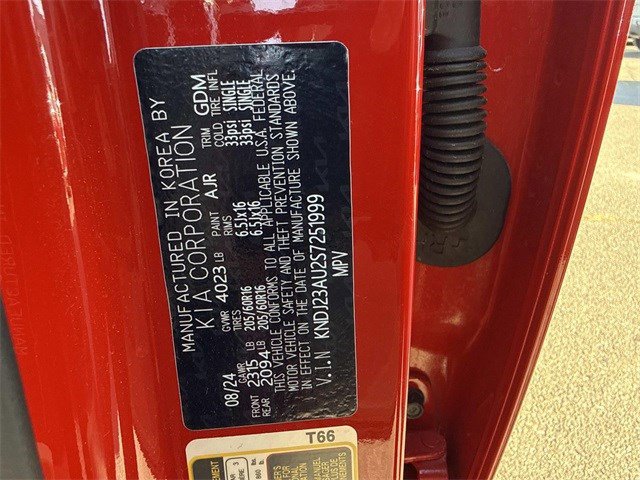 MANUFACTURED IN KOREA BY
KIA CORPORATION
08/24 GVWR 4023 LB PAINT AJR TRIM GDM
GAWR TIRES RIMS COLD TIRE INFL
FRONT 2315 LB 205/60R16 6.5Jx16 33psi SINGLE
REAR 2094 LB 205/60R16 6.5Jx16 33psi SINGLE
THIS VEHICLE CONFORMS TO ALL APPLICABLE U.S.A. FEDERAL
MOTOR VEHICLE SAFETY AND THEFT PREVENTION STANDARDS
IN EFFECT ON THE DATE OF MANUFACTURE SHOWN ABOVE.
V.I.N KNDJ23AU2S7251999
MPV
T66